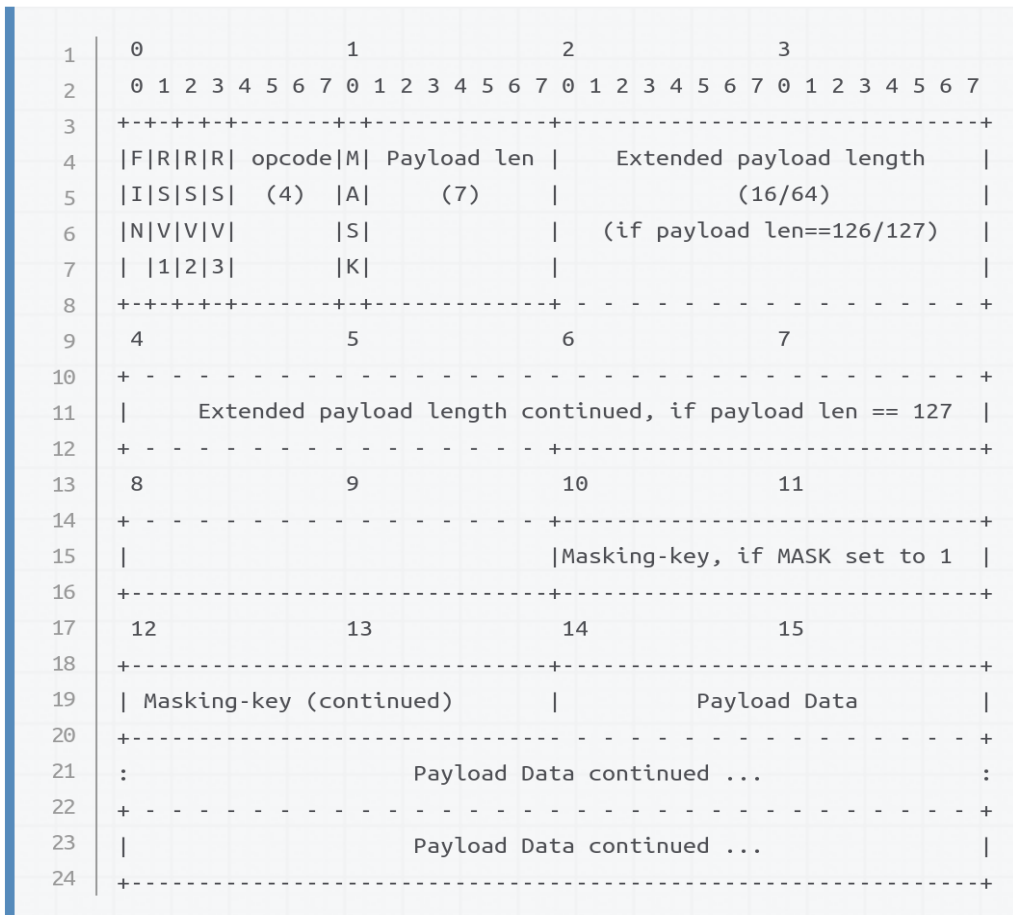 1      0               1               2               3
2      0 1 2 3 4 5 6 7 0 1 2 3 4 5 6 7 0 1 2 3 4 5 6 7 0 1 2 3 4 5 6 7
3     +-+-+-+-+-------+-+-------------+-------------------------------+
4     |F|R|R|R| opcode|M| Payload len |    Extended payload length    |
5     |I|S|S|S|  (4)  |A|     (7)     |             (16/64)           |
6     |N|V|V|V|       |S|             |   (if payload len==126/127)   |
7     | |1|2|3|       |K|             |                               |
8     +-+-+-+-+-------+-+-------------+ - - - - - - - - - - - - - - - +
9      4               5               6               7
10    + - - - - - - - - - - - - - - - - - - - - - - - - - - - - - - - +
11    |     Extended payload length continued, if payload len == 127  |
12    + - - - - - - - - - - - - - - - +-------------------------------+
13     8               9               10              11
14    + - - - - - - - - - - - - - - - +-------------------------------+
15    |                               |Masking-key, if MASK set to 1  |
16    +-------------------------------+-------------------------------+
17     12              13              14              15
18    +-------------------------------+-------------------------------+
19    | Masking-key (continued)       |          Payload Data         |
20    +-------------------------------- - - - - - - - - - - - - - - - +
21    :                     Payload Data continued ...                :
22    + - - - - - - - - - - - - - - - - - - - - - - - - - - - - - - - +
23    |                     Payload Data continued ...                |
24    +---------------------------------------------------------------+